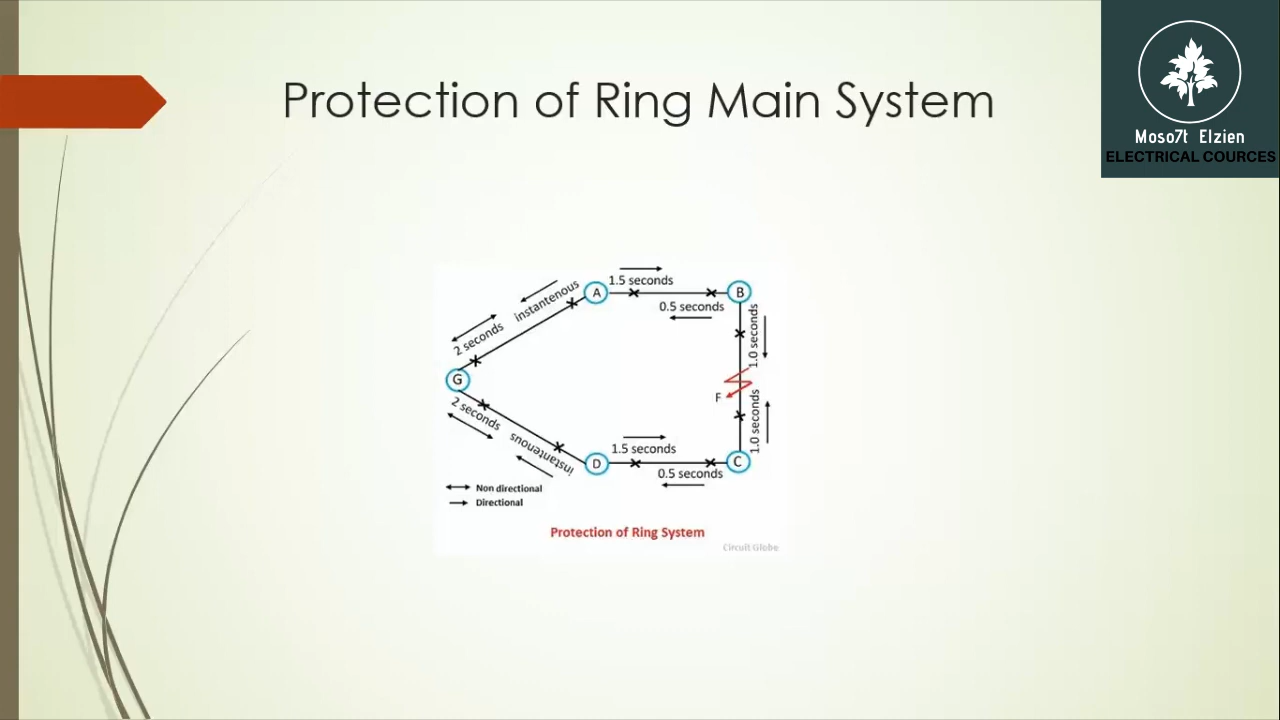 Protection of Ring Main System
Moso7t Elzien
ELECTRICAL COURCES
A
1.5 seconds
B
0.5 seconds
instantenous
2 seconds
1.0 seconds
G
F
1.0 seconds
2 seconds
instantenous
D
1.5 seconds
C
0.5 seconds
Non directional
Directional
Protection of Ring System
Circuit Globe